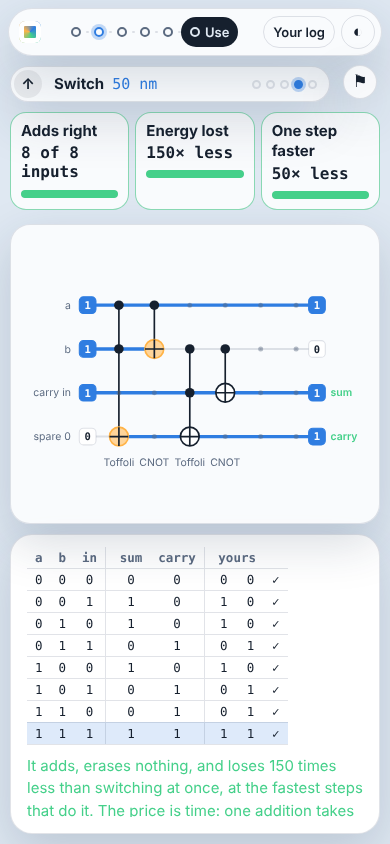 Use
Your log
Switch 50 nm
Adds right
8 of 8
inputs
Energy lost
150× less
One step
faster
50× less
a 1 1
b 1 0
carry in 1 1 sum
spare 0 0 1 carry
Toffoli CNOT Toffoli CNOT
a b in sum carry yours
0 0 0 0 0 0 0 ✓
0 0 1 1 0 1 0 ✓
0 1 0 1 0 1 0 ✓
0 1 1 0 1 0 1 ✓
1 0 0 1 0 1 0 ✓
1 0 1 0 1 0 1 ✓
1 1 0 0 1 0 1 ✓
1 1 1 1 1 1 1 ✓
It adds, erases nothing, and loses 150 times
less than switching at once, at the fastest steps
that do it. The price is time: one addition takes